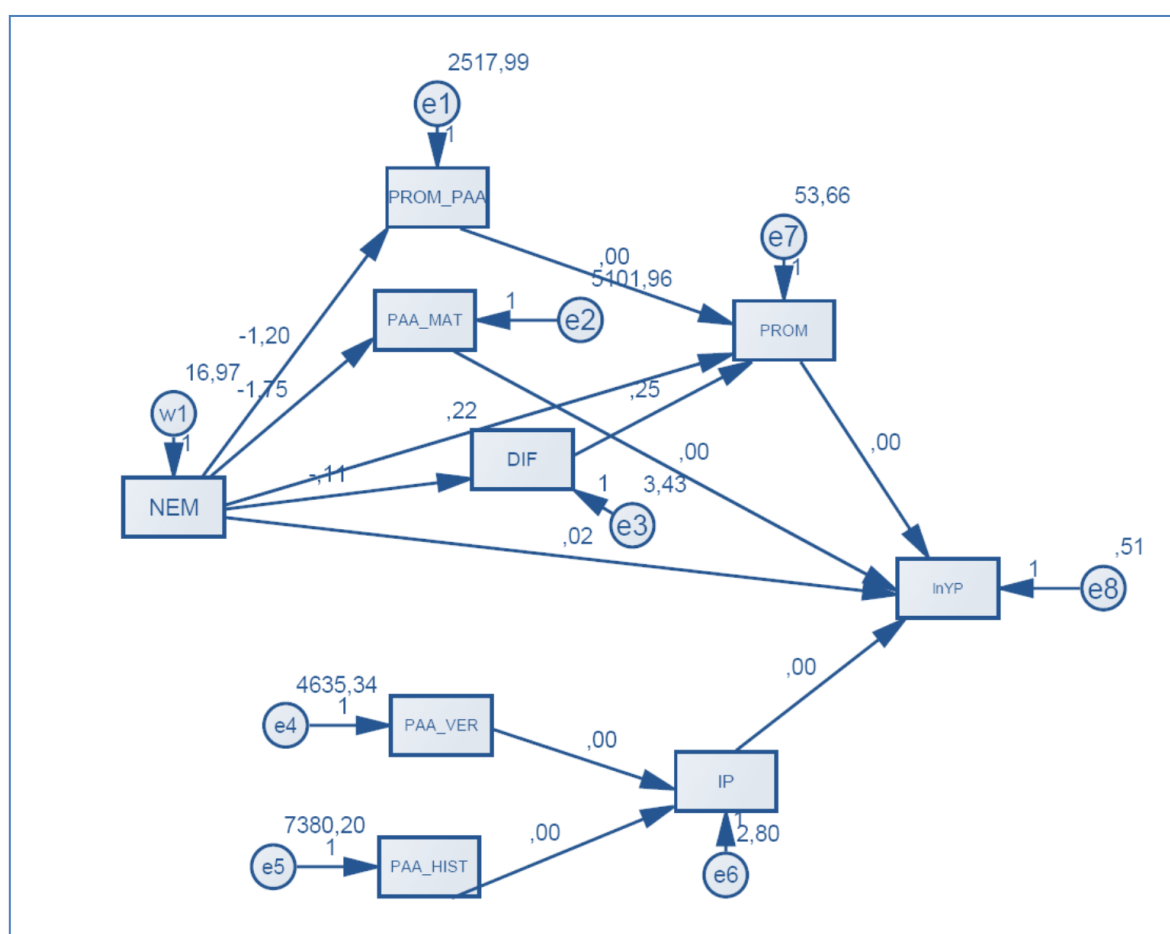 2517,99
e1
1
PROM_PAA
53,66
e7
1
,00
5101,96
PAA_MAT
1
e2
PROM
-1,20
16,97
-1,75
w1
1
,22
,25
DIF
,00
-,11
3,43
NEM
1
e3
,02
,00
,51
InYP
1
e8
,00
4635,34
1
e4
PAA_VER
,00
IP
7380,20
1
e5
PAA_HIST
,00
1
2,80
e6